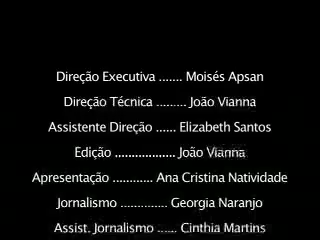 Direção Executiva ....... Moisés Apsan
Direção Técnica ......... João Vianna
Assistente Direção ...... Elizabeth Santos
Edição .................. João Vianna
Apresentação ............ Ana Cristina Natividade
Jornalismo .............. Georgia Naranjo
Assist. Jornalismo ...... Cinthia Martins